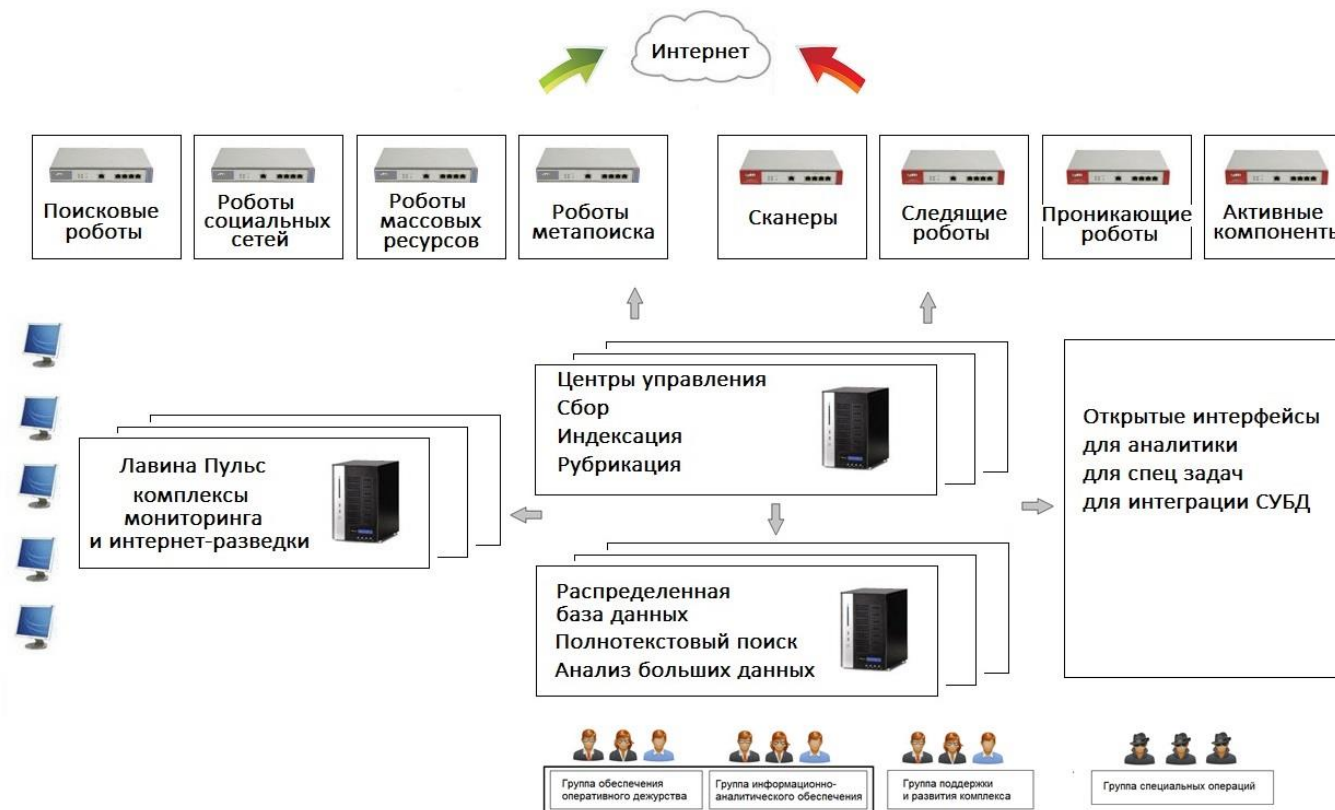 Интернет
Поисковые
роботы
Роботы
социальных
сетей
Роботы
массовых
ресурсов
Роботы
метапоиска
Сканеры
Следящие
роботы
Проникающие
роботы
Активные
компоненты
Центры управления
Сбор
Индексация
Рубрикация
Лавина Пульс
комплексы
мониторинга
и интернет-разведки
Открытые интерфейсы
для аналитики
для спец задач
для интеграции СУБД
Распределенная
база данных
Полнотекстовый поиск
Анализ больших данных
Группа обеспечения
оперативного дежурства
Группа информационно-
аналитического обеспечения
Группа поддержки
и развития комплекса
Группа специальных операций